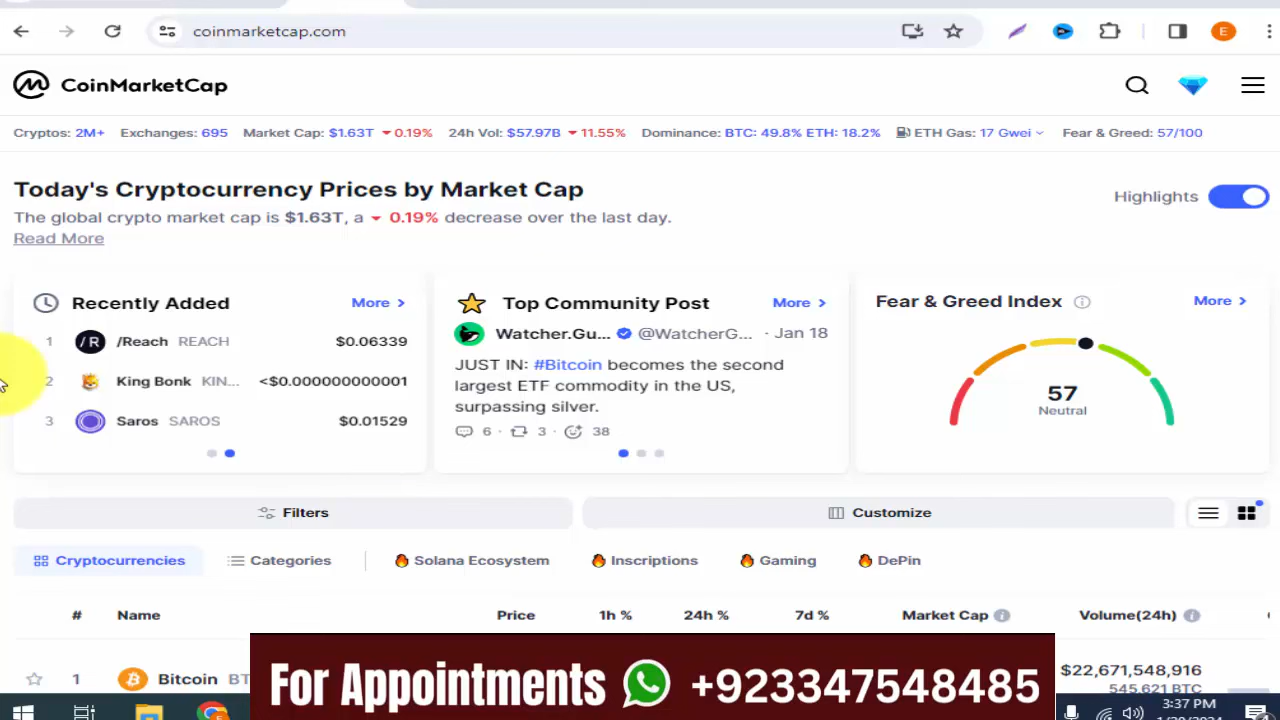 coinmarketcap.com
E
CoinMarketCap
Cryptos: 2M+ Exchanges: 695 Market Cap: $1.63T 0.19% 24h Vol: $57.97B 11.55% Dominance: BTC: 49.8% ETH: 18.2% ETH Gas: 17 Gwei Fear & Greed: 57/100
Today's Cryptocurrency Prices by Market Cap
The global crypto market cap is $1.63T, a 0.19% decrease over the last day.
Read More
Highlights
Recently Added More >
1 /R /Reach REACH $0.06339
2 King Bonk KIN... <$0.000000000001
3 Saros SAROS $0.01529
Top Community Post More >
Watcher.Gu... @WatcherG... · Jan 18
JUST IN: #Bitcoin becomes the second
largest ETF commodity in the US,
surpassing silver.
6 · 3 · 38
Fear & Greed Index More >
57
Neutral
Filters
Customize
Cryptocurrencies Categories Solana Ecosystem Inscriptions Gaming DePin
# Name Price 1h % 24h % 7d % Market Cap Volume(24h)
1 Bitcoin $22,671,548,916
545,621 BTC
For Appointments +923347548485
3:37 PM